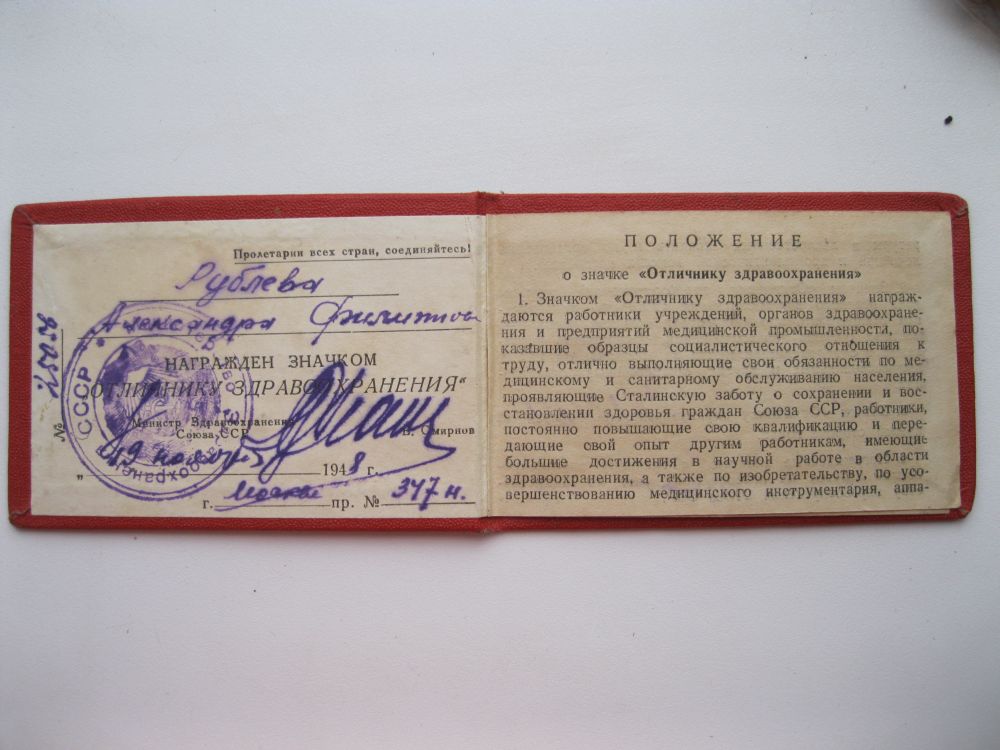 Пролетарии всех стран, соединяйтесь!
Рублева
Александра
НАГРАЖДЕН ЗНАЧКОМ
„ОТЛИЧНИКУ ЗДРАВООХРАНЕНИЯ“
Министр Здравоохранения
Союза ССР
Е. Смирнов
„19 ноября 1948 г.
г. Москва пр. № 347 н.
№
СССР
ПОЛОЖЕНИЕ
о значке «Отличнику здравоохранения»
1. Значком «Отличнику здравоохранения» награж-
даются работники учреждений, органов здравоохране-
ния и предприятий медицинской промышленности, по-
казавшие образцы социалистического отношения к
труду, отлично выполняющие свои обязанности по ме-
дицинскому и санитарному обслуживанию населения,
проявляющие Сталинскую заботу о сохранении и вос-
становлении здоровья граждан Союза ССР, работники,
постоянно повышающие свою квалификацию и пере-
дающие свой опыт другим работникам, имеющие
большие достижения в научной работе в области
здравоохранения, а также по изобретательству, по усо-
вершенствованию медицинского инструментария, аппа-